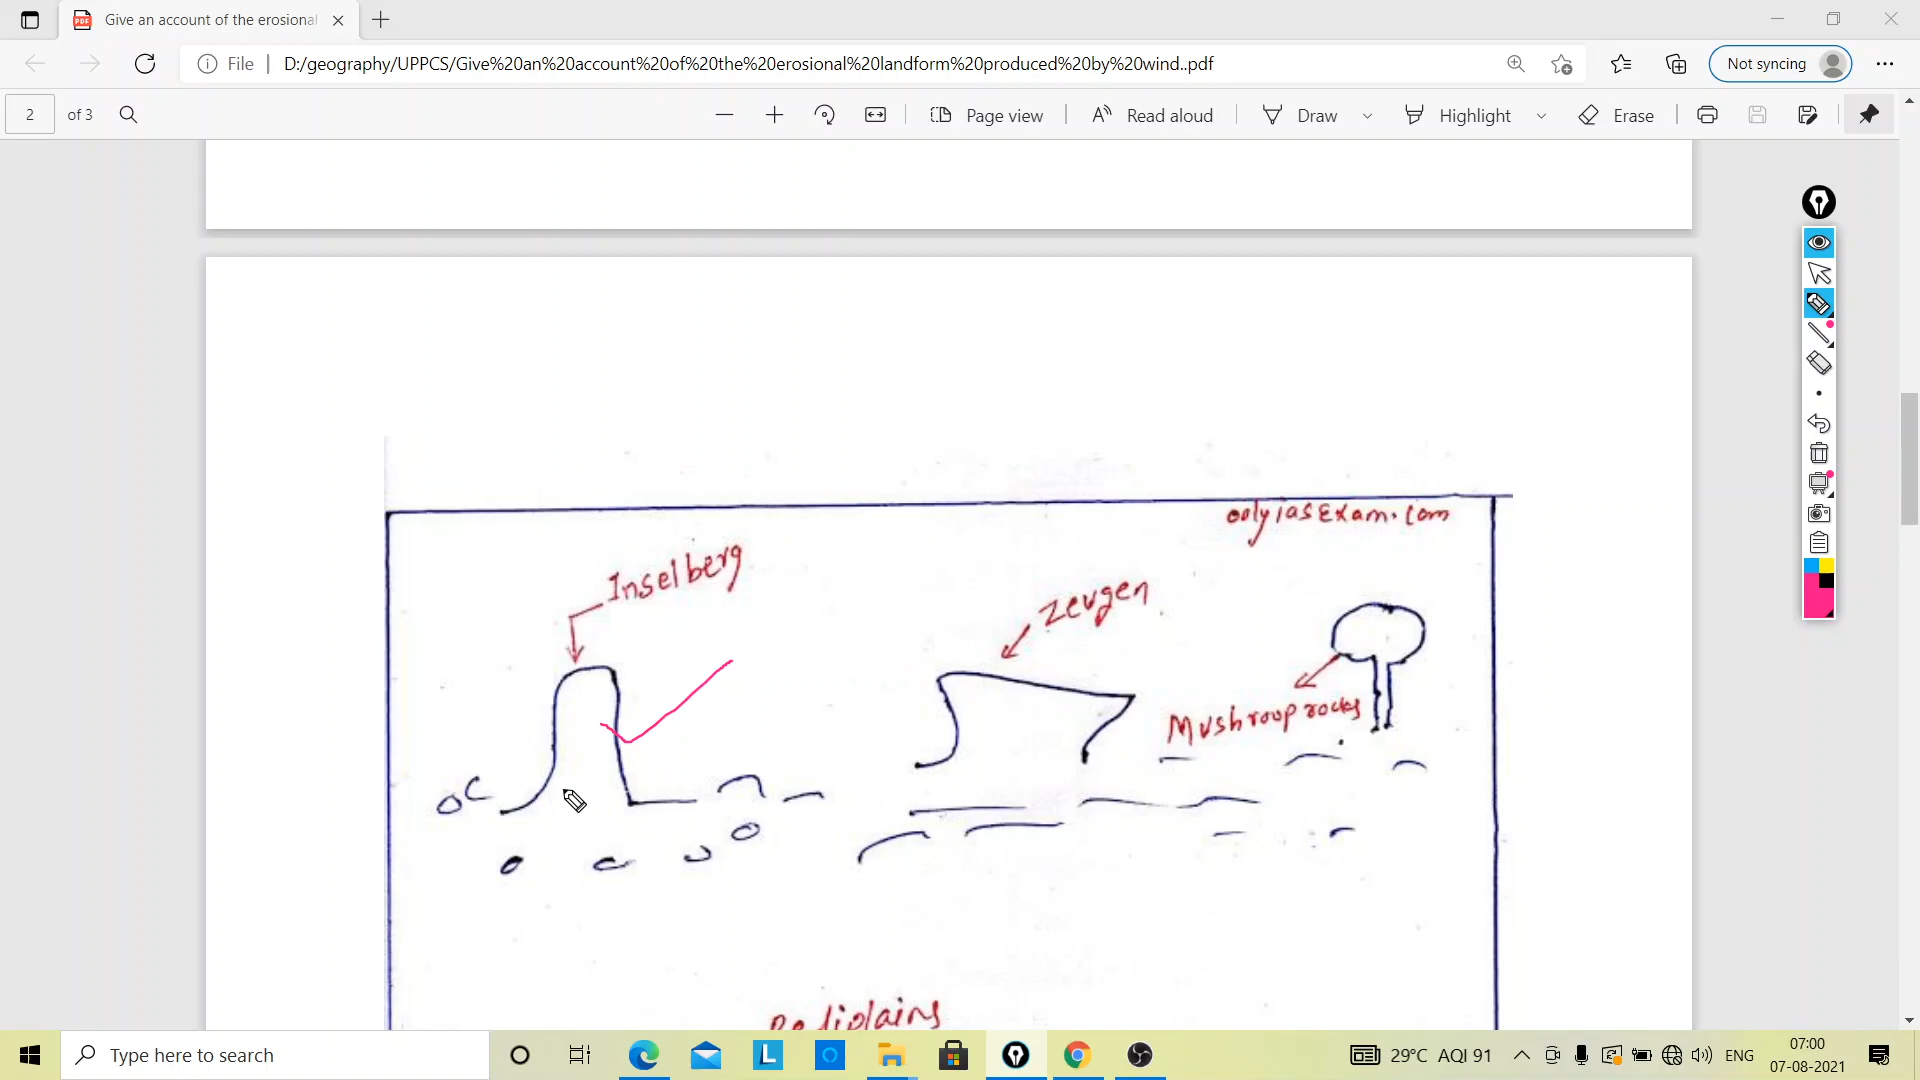 Give an account of the erosional
File
D:/geography/UPPCS/Give%20an%20account%20of%20the%20erosional%20landform%20produced%20by%20wind..pdf
Not syncing
2 of 3
Page view
Read aloud
Draw
Highlight
Erase
onlyiasExam.com
Inselberg
Zeugen
Mushroop rocks
Pediplains
Type here to search
29°C AQI 91
ENG
07:00
07-08-2021